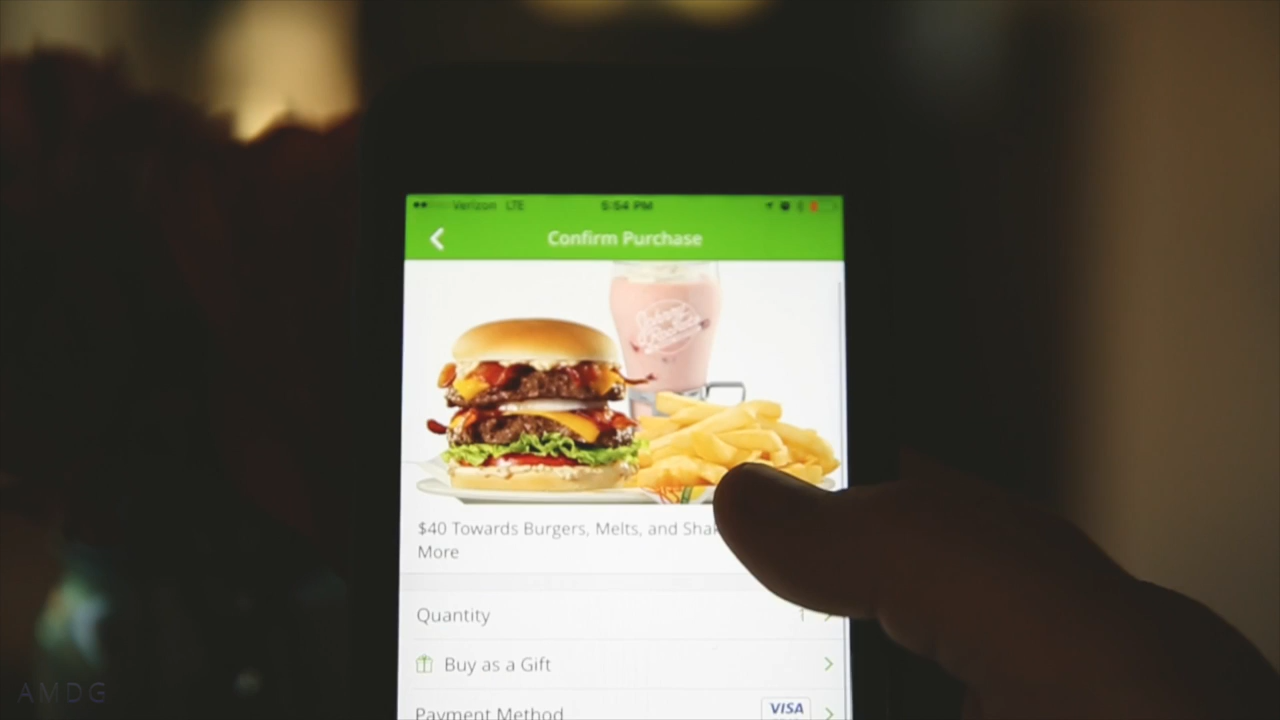 Verizon LTE 5:54 PM
Confirm Purchase
$40 Towards Burgers, Melts, and
More
Quantity 1
Buy as a Gift
Payment Method VISA
AMDG